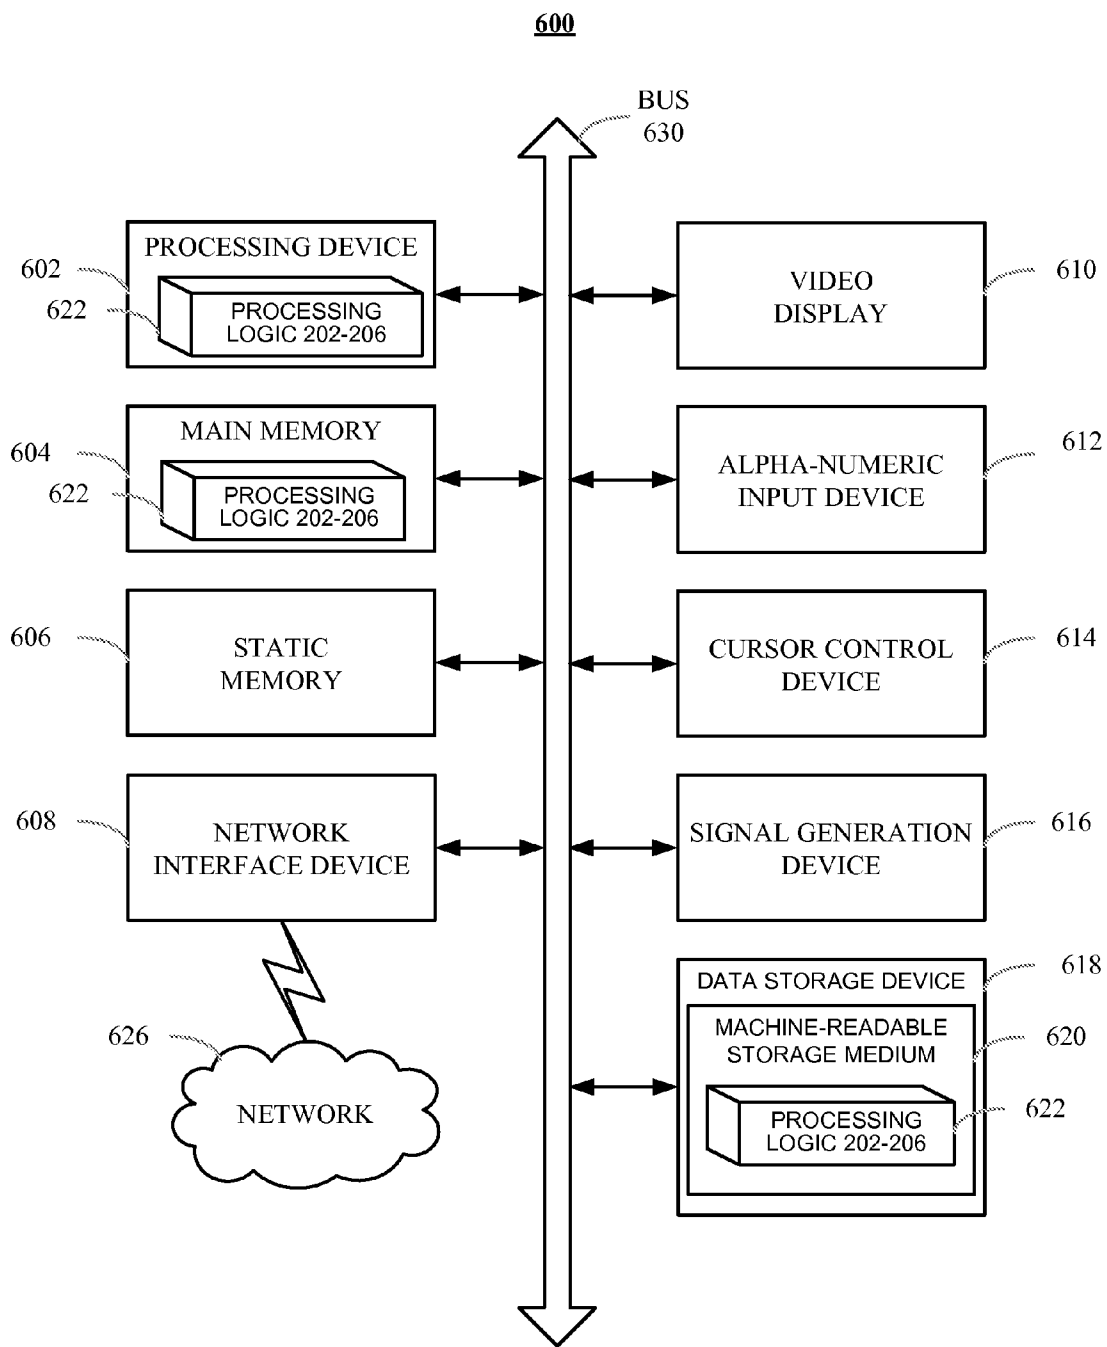 600
BUS
630
PROCESSING DEVICE
602
622
PROCESSING
LOGIC 202-206
VIDEO
DISPLAY
610
MAIN MEMORY
604
622
PROCESSING
LOGIC 202-206
ALPHA-NUMERIC
INPUT DEVICE
612
606
STATIC
MEMORY
CURSOR CONTROL
DEVICE
614
608
NETWORK
INTERFACE DEVICE
SIGNAL GENERATION
DEVICE
616
626
NETWORK
DATA STORAGE DEVICE
618
MACHINE-READABLE
STORAGE MEDIUM
620
PROCESSING
LOGIC 202-206
622